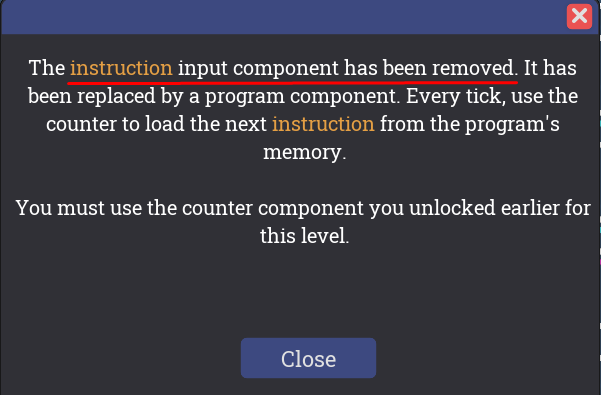 The instruction input component has been removed. It has
been replaced by a program component. Every tick, use the
counter to load the next instruction from the program's
memory.
You must use the counter component you unlocked earlier for
this level.
Close